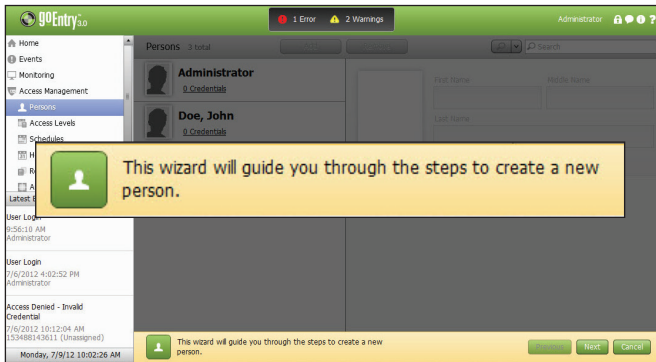 goEntry 3.0
1 Error
2 Warnings
Administrator
Home
Events
Monitoring
Access Management
Persons
Access Levels
Schedules
H
R
A
Persons 3 total
Search
Administrator
0 Credentials
Doe, John
0 Credentials
First Name
Middle Name
Last Name
This wizard will guide you through the steps to create a new
person.
Latest E
User Login
9:56:10 AM
Administrator
User Login
7/6/2012 4:02:52 PM
Administrator
Access Denied - Invalid
Credential
7/6/2012 10:12:04 AM
153488143611 (Unassigned)
Monday, 7/9/12 10:02:26 AM
This wizard will guide you through the steps to create a new
person.
Previous
Next
Cancel